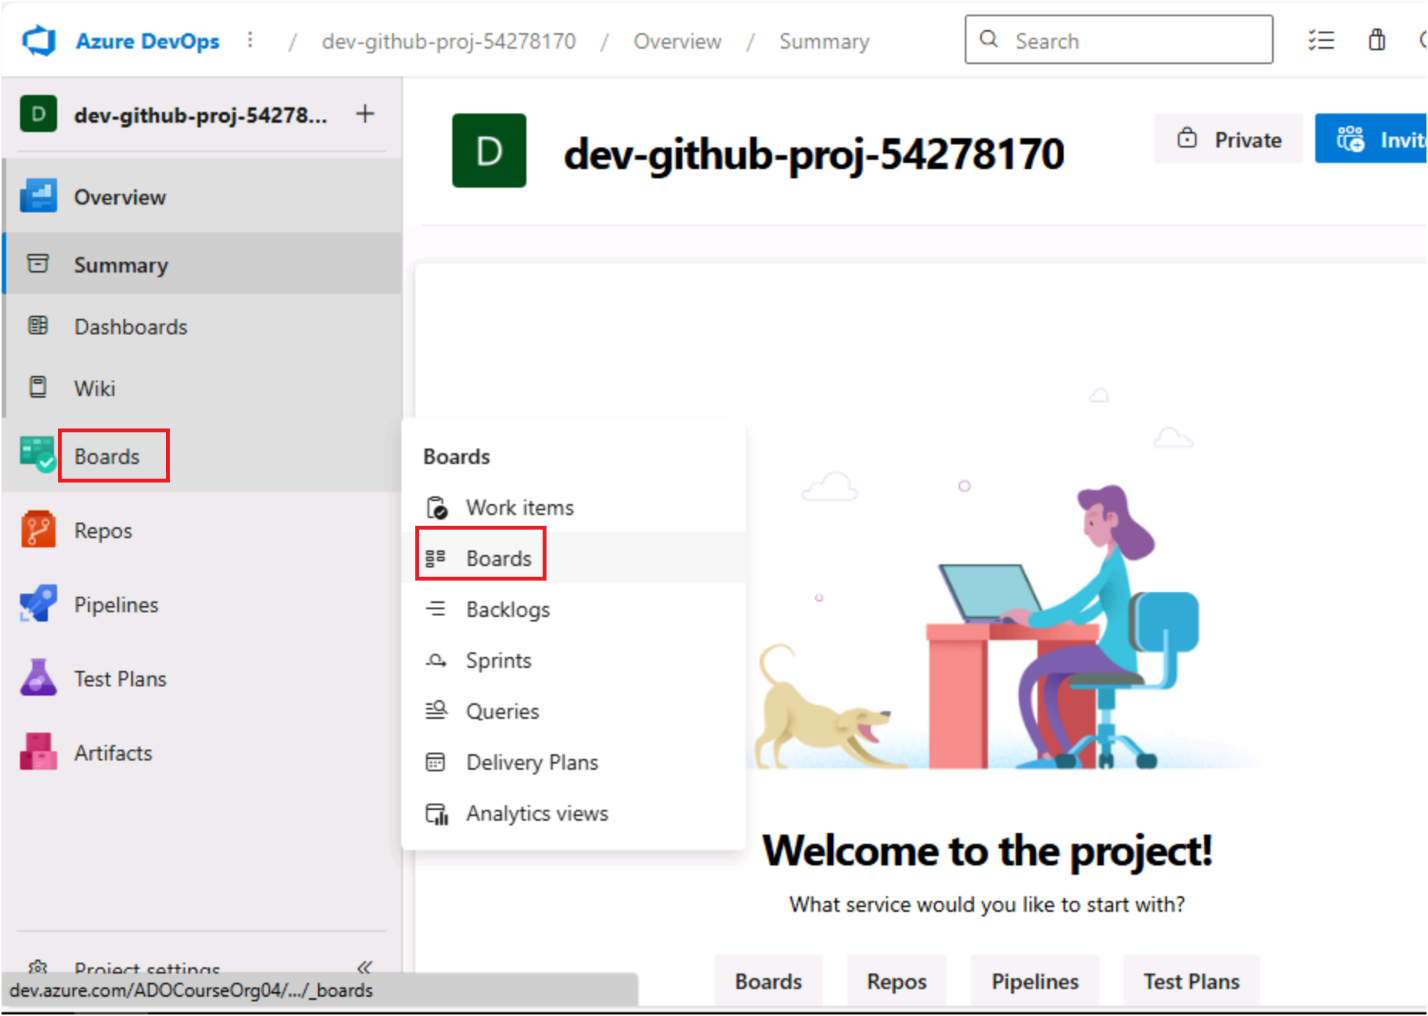 Azure DevOps / dev-github-proj-54278170 / Overview / Summary
Search
D dev-github-proj-54278... +
D dev-github-proj-54278170
Private
Overview
Summary
Dashboards
Wiki
Boards
Repos
Pipelines
Test Plans
Artifacts
Boards
Work items
Boards
Backlogs
Sprints
Queries
Delivery Plans
Analytics views
Welcome to the project!
What service would you like to start with?
Boards Repos Pipelines Test Plans
Project settings
dev.azure.com/ADOCourseOrg04/.../_boards